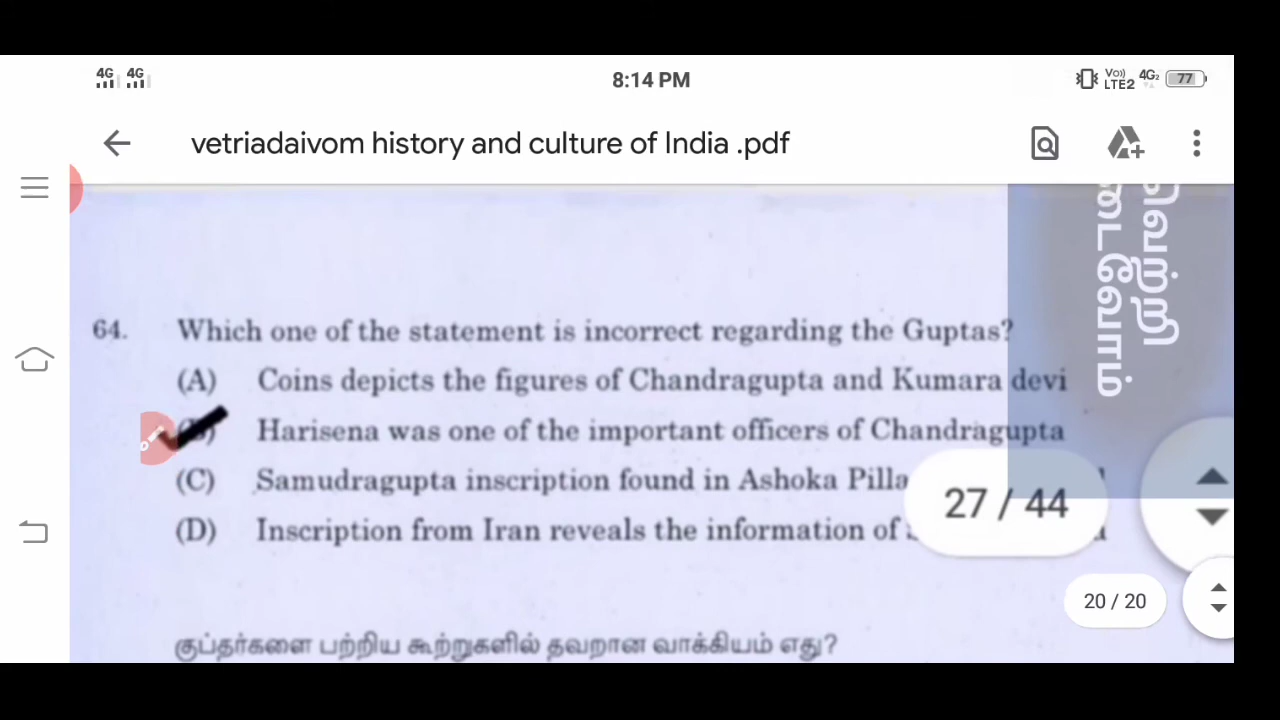 4G 4G 8:14 PM Vo)) LTE2 4G2 77
vetriadaivom history and culture of India .pdf
வெற்றி
அடைவோம்
64. Which one of the statement is incorrect regarding the Guptas?
(A) Coins depicts the figures of Chandragupta and Kumara devi
Harisena was one of the important officers of Chandragupta
(C) Samudragupta inscription found in Ashoka
(D) Inscription from Iran reveals the information of
27 / 44
20 / 20
குப்தர்களை பற்றிய கூற்றுகளில் தவறான வாக்கியம் எது?